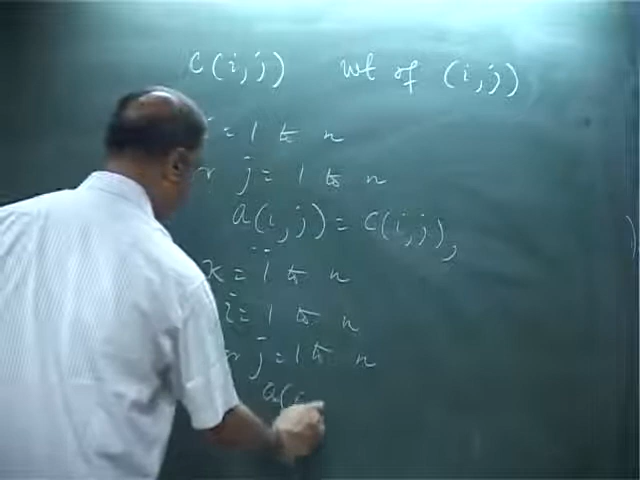 c(i,j) wt of (i,j)
i = 1 to n
r j = 1 to n
a(i,j) = c(i,j),
k = 1 to n
i = 1 to n
r j = 1 to n
a(